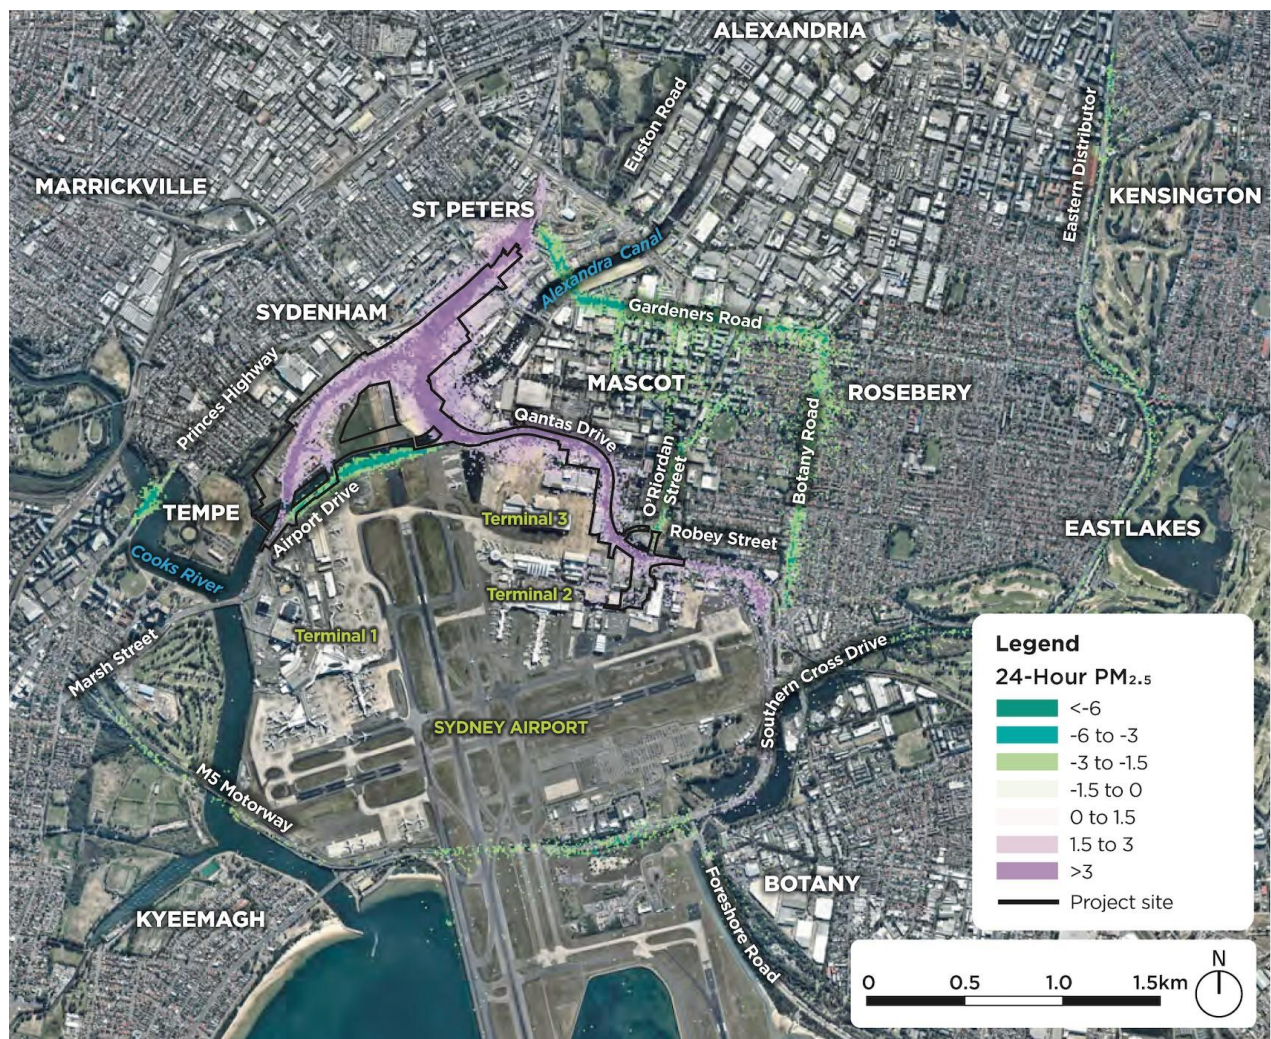 ALEXANDRIA
Euston Road
Eastern Distributor
MARRICKVILLE
KENSINGTON
ST PETERS
Alexandra Canal
SYDENHAM
Gardeners Road
Princes Highway
MASCOT
ROSEBERY
Qantas Drive
Botany Road
O'Riordan
Street
TEMPE
Airport Drive
Terminal 3
Robey Street
EASTLAKES
Cooks River
Terminal 2
Terminal 1
Marsh Street
Southern Cross Drive
SYDNEY AIRPORT
M5 Motorway
BOTANY
Foreshore Road
KYEEMAGH
Legend
24-Hour PM2.5
<-6
-6 to -3
-3 to -1.5
-1.5 to 0
0 to 1.5
1.5 to 3
>3
Project site
N
0 0.5 1.0 1.5km